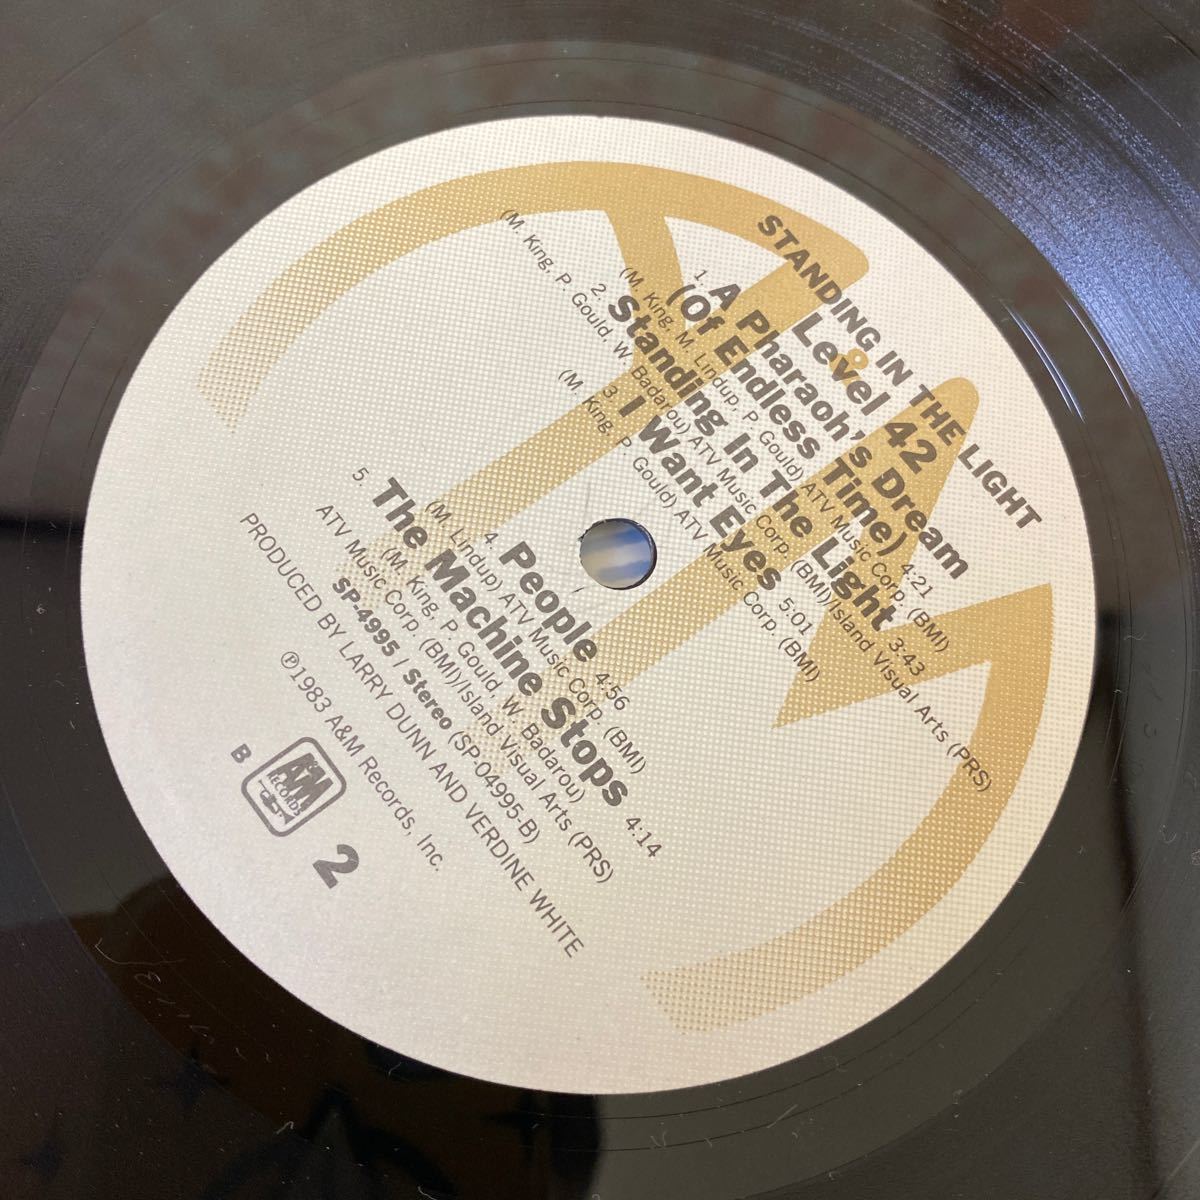 STANDING IN THE LIGHT
Level 42
1. A Pharaoh's Dream
(Of Endless Time) 4:21
(M. King, M. Lindup, P. Gould) ATV Music Corp. (BMI)
2. Standing In The Light 3:43
(M. King, P. Gould, W. Badarou) ATV Music Corp. (BMI)/Island Visual Arts (PRS)
3. I Want Eyes 5:01
(M. King, P. Gould) ATV Music Corp. (BMI)
4. People 4:56
(M. Lindup) ATV Music Corp. (BMI)
5. The Machine Stops 4:14
(M. King, P. Gould, W. Badarou)
ATV Music Corp. (BMI)/Island Visual Arts (PRS)
SP-4995 / Stereo (SP-04995-B)
PRODUCED BY LARRY DUNN AND VERDINE WHITE
℗1983 A&M Records, Inc.
A&M
RECORDS
B
2